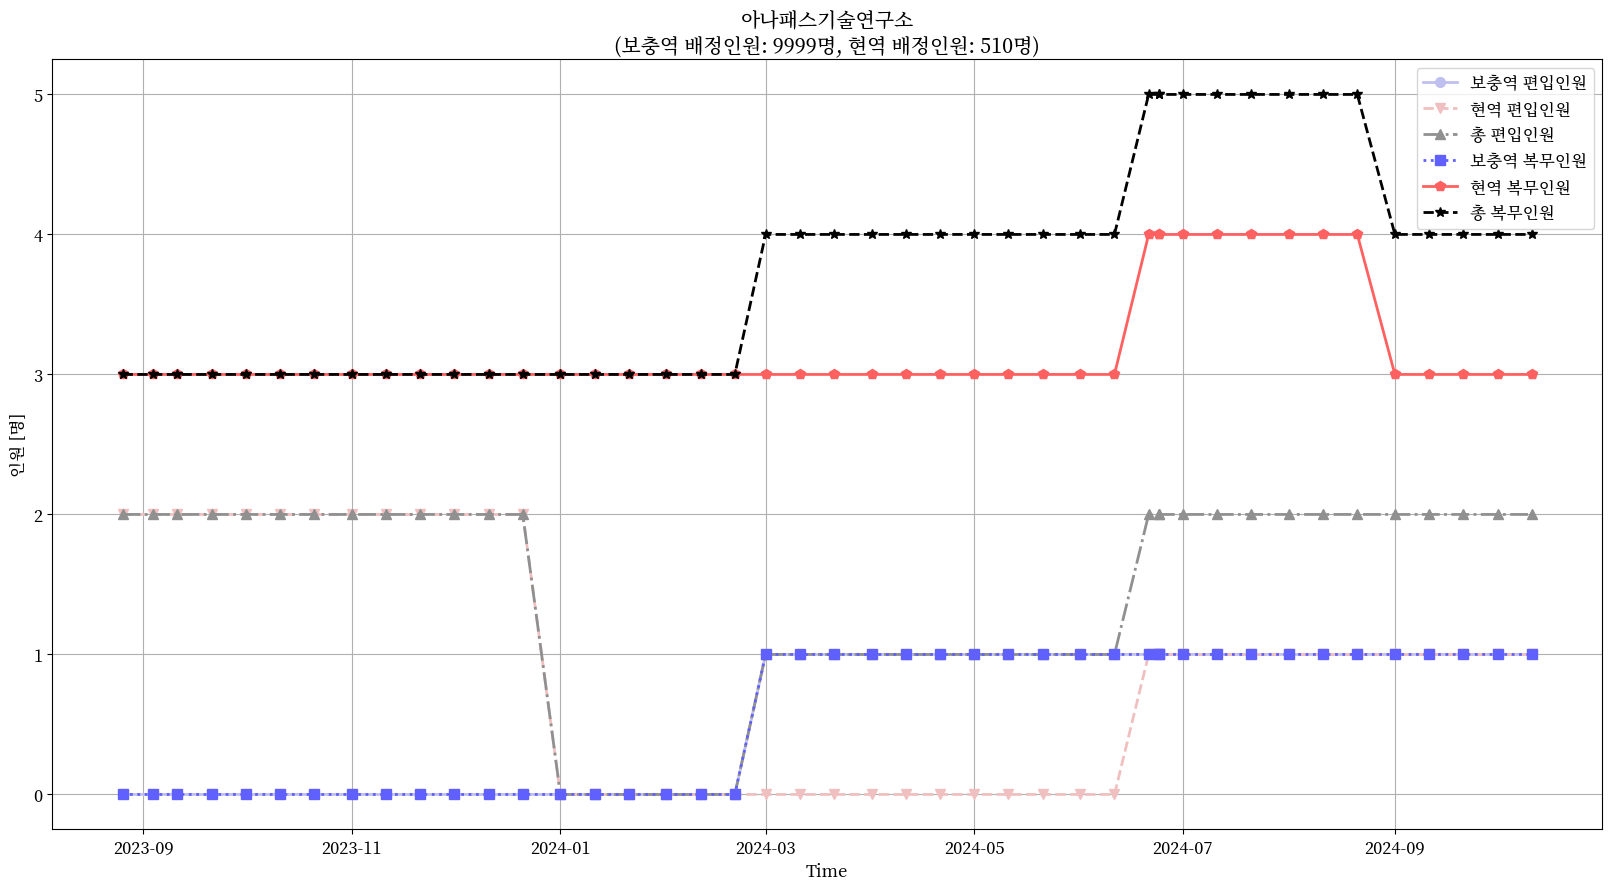 아나패스기술연구소
(보충역 배정인원: 9999명, 현역 배정인원: 510명)
보충역 편입인원
현역 편입인원
총 편입인원
보충역 복무인원
현역 복무인원
총 복무인원
인원 [명]
5
4
3
2
1
0
2023-09
2023-11
2024-01
2024-03
2024-05
2024-07
2024-09
Time